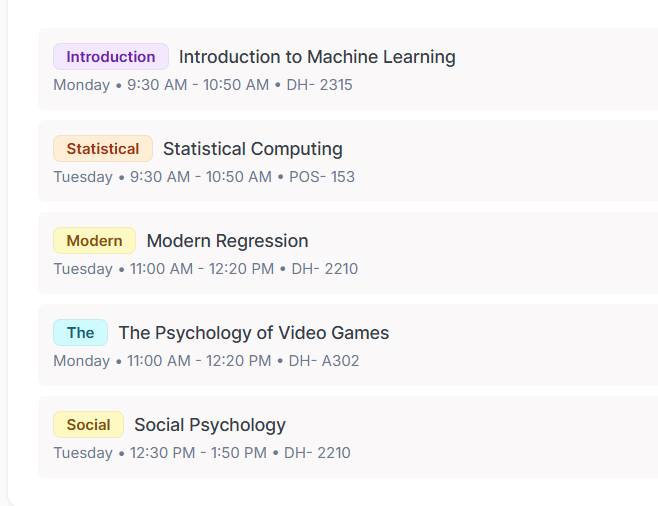 Introduction Introduction to Machine Learning
Monday • 9:30 AM - 10:50 AM • DH- 2315
Statistical Statistical Computing
Tuesday • 9:30 AM - 10:50 AM • POS- 153
Modern Modern Regression
Tuesday • 11:00 AM - 12:20 PM • DH- 2210
The The Psychology of Video Games
Monday • 11:00 AM - 12:20 PM • DH- A302
Social Social Psychology
Tuesday • 12:30 PM - 1:50 PM • DH- 2210